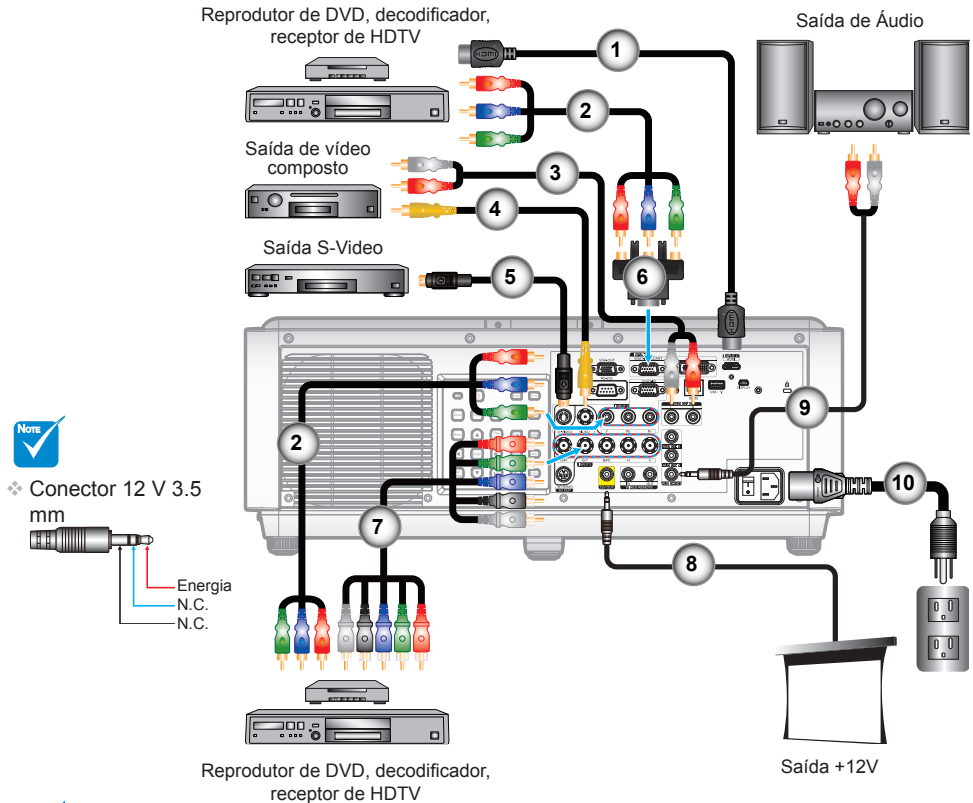 Reprodutor de DVD, decodificador,
receptor de HDTV
Saída de Áudio
1
HDMI
2
Saída de vídeo
composto
3
4
Saída S-Video
5
6
9
NOTE
2
Conector 12 V 3.5
mm
10
7
8
Energia
N.C.
N.C.
Saída +12V
Reprodutor de DVD, decodificador,
receptor de HDTV